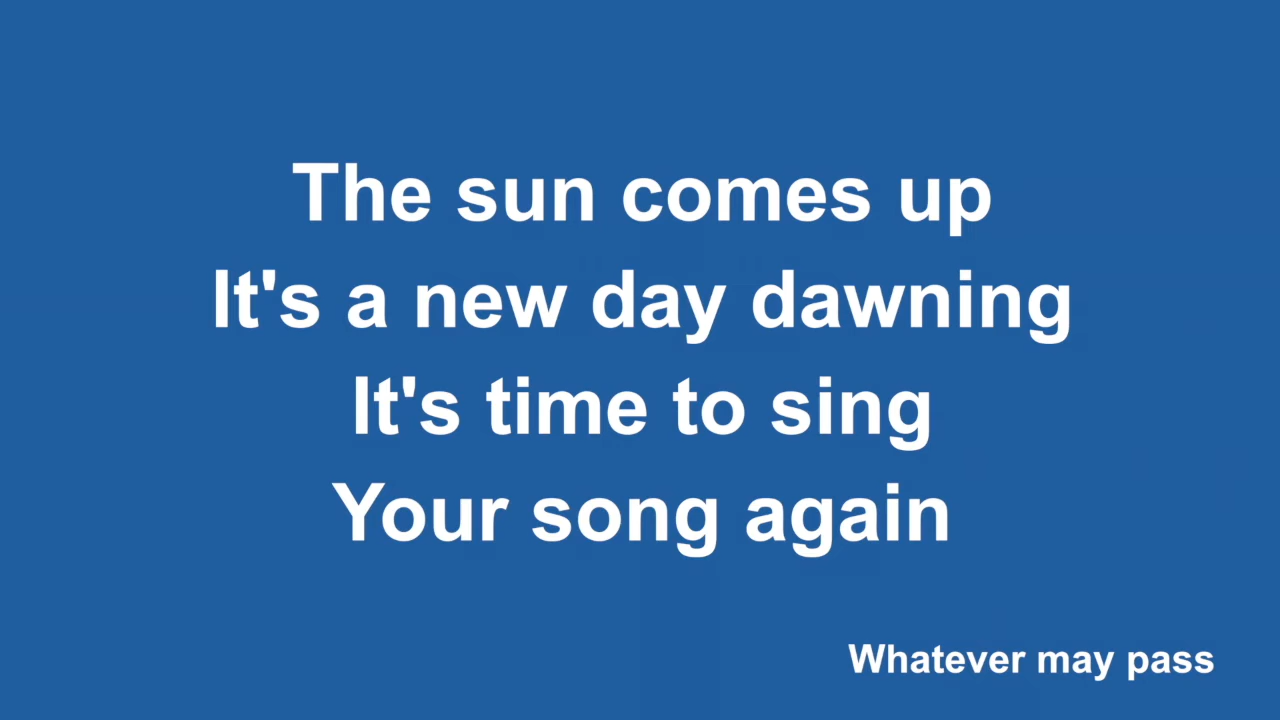 The sun comes up
It's a new day dawning
It's time to sing
Your song again
Whatever may pass